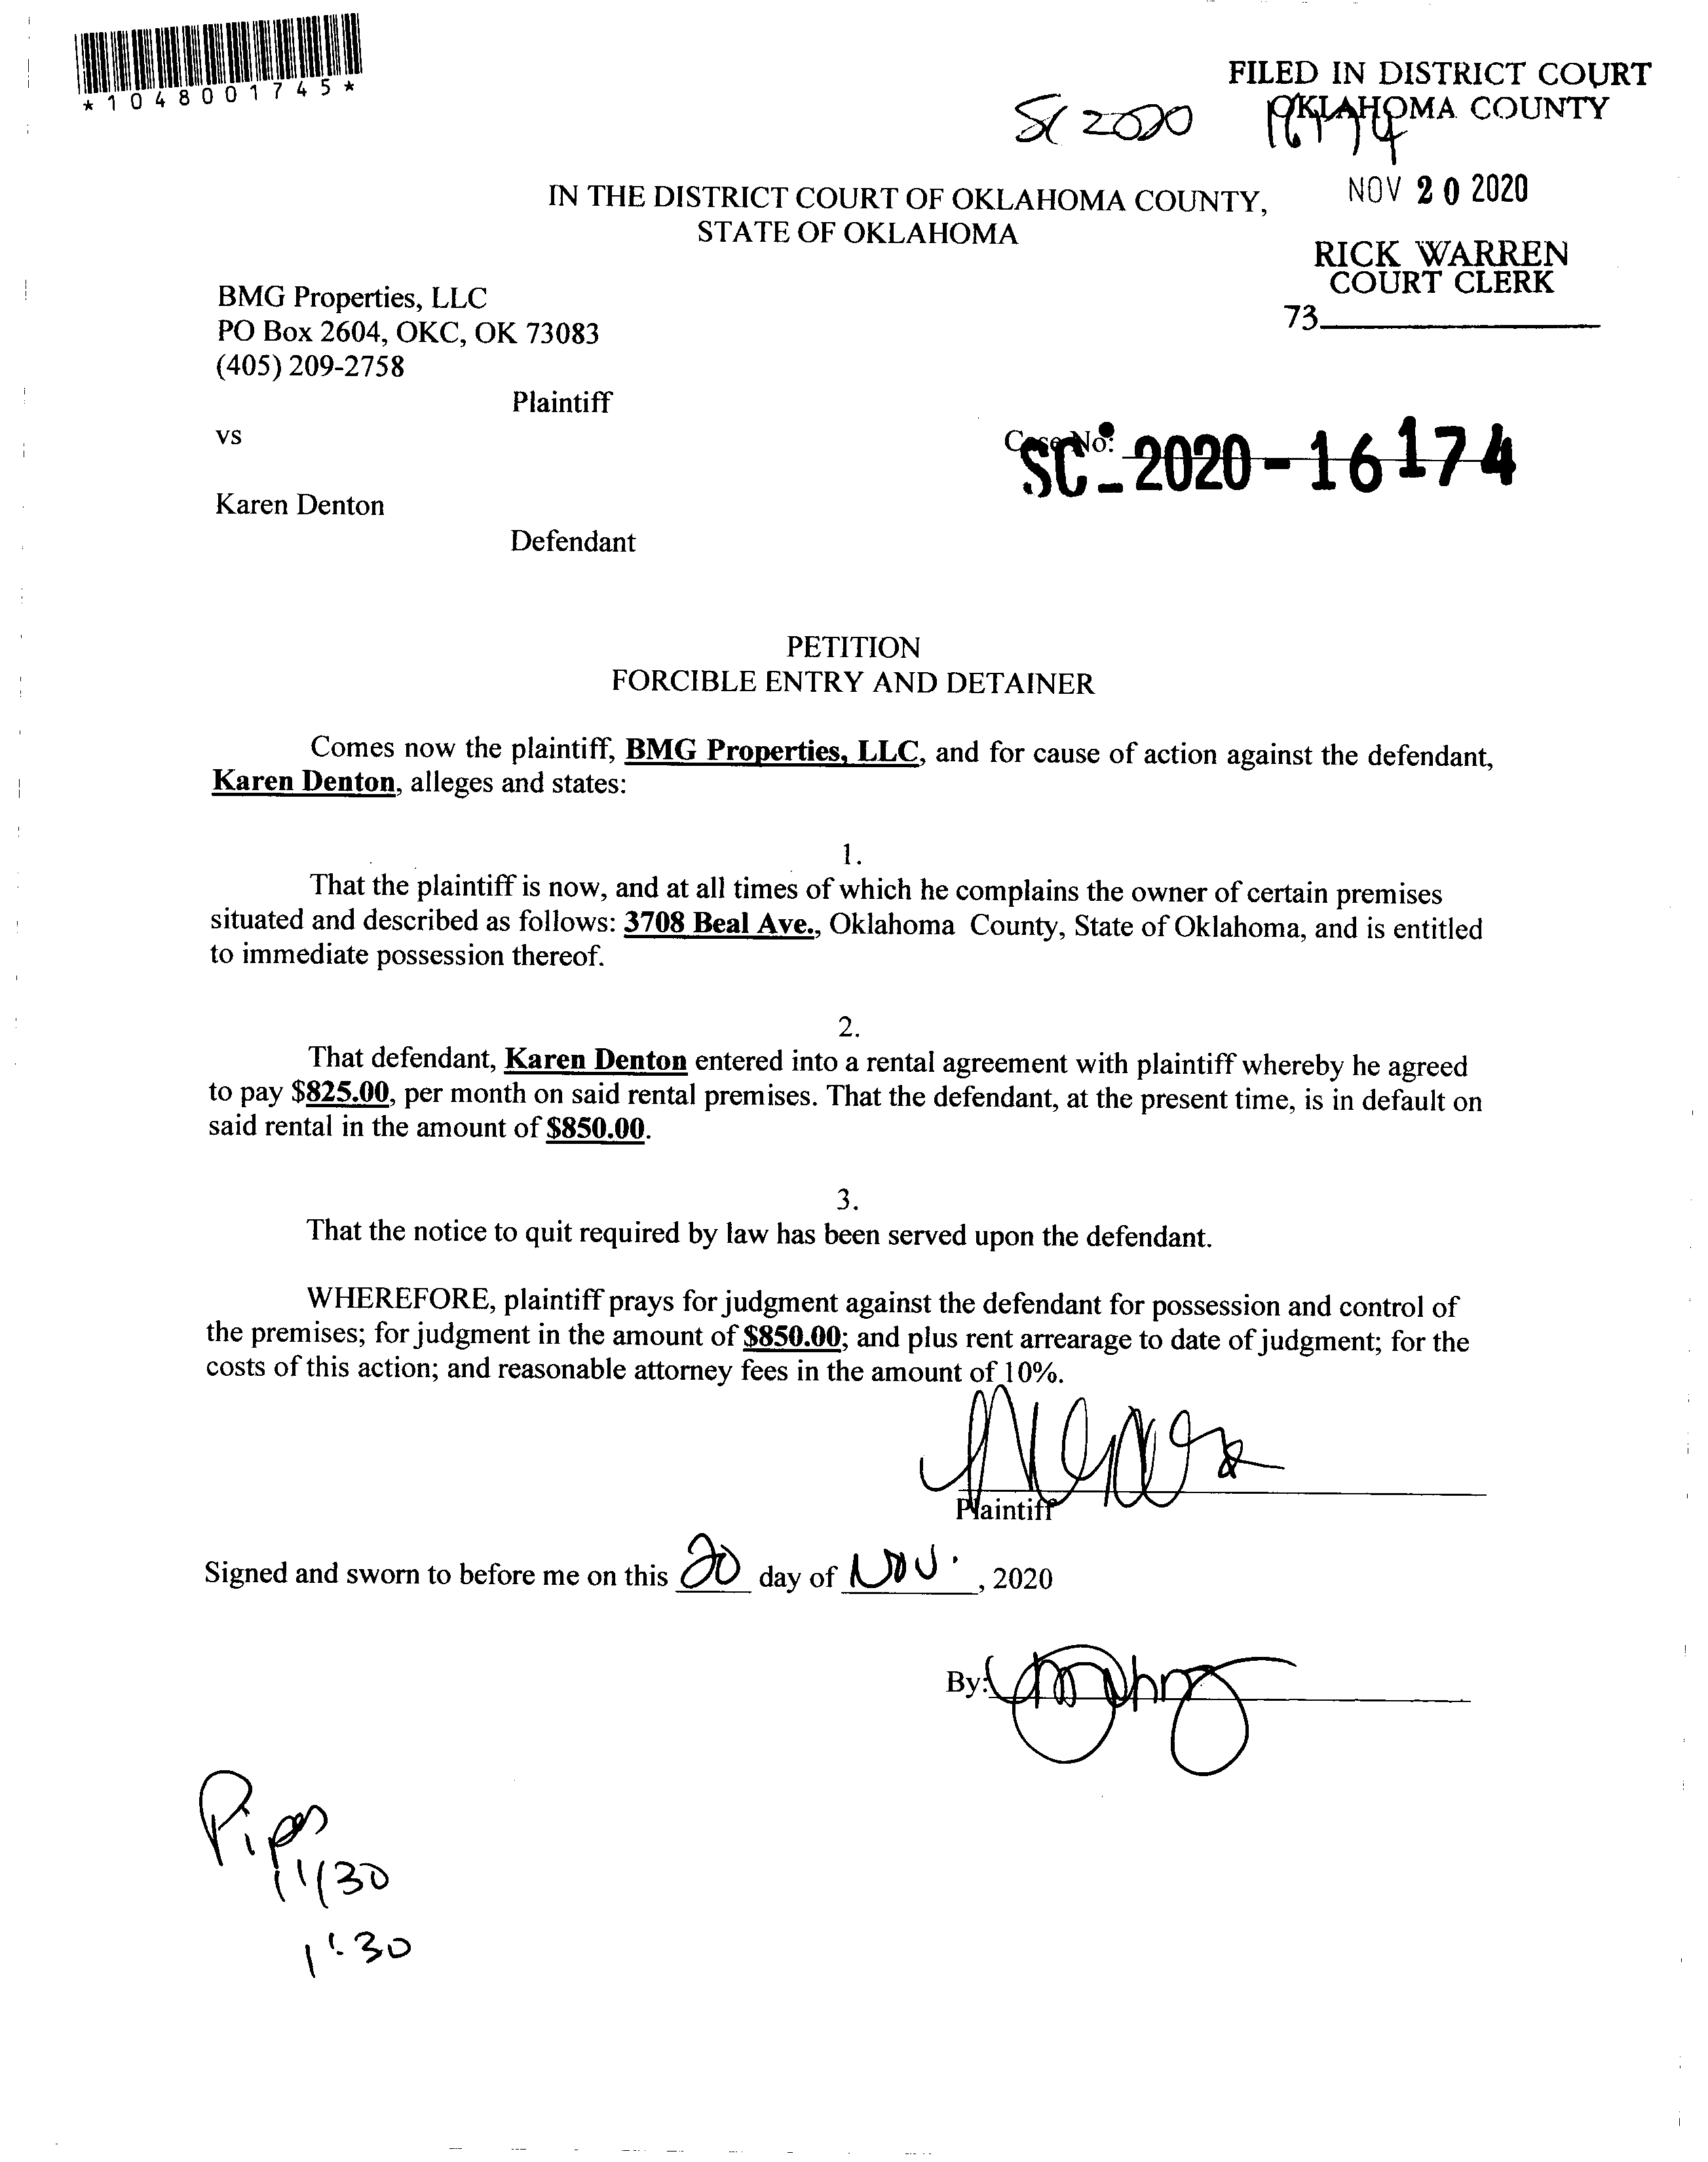 *1048001745*
FILED IN DISTRICT COURT
OKLAHOMA COUNTY
SC 2020 16174
NOV 20 2020
RICK WARREN
COURT CLERK
73
IN THE DISTRICT COURT OF OKLAHOMA COUNTY,
STATE OF OKLAHOMA
BMG Properties, LLC
PO Box 2604, OKC, OK 73083
(405) 209-2758
Plaintiff
vs
Case No:
SC - 2020 - 16174
Karen Denton
Defendant
PETITION
FORCIBLE ENTRY AND DETAINER
Comes now the plaintiff, BMG Properties, LLC, and for cause of action against the defendant,
Karen Denton, alleges and states:
1.
That the plaintiff is now, and at all times of which he complains the owner of certain premises
situated and described as follows: 3708 Beal Ave., Oklahoma County, State of Oklahoma, and is entitled
to immediate possession thereof.
2.
That defendant, Karen Denton entered into a rental agreement with plaintiff whereby he agreed
to pay $825.00, per month on said rental premises. That the defendant, at the present time, is in default on
said rental in the amount of $850.00.
3.
That the notice to quit required by law has been served upon the defendant.
WHEREFORE, plaintiff prays for judgment against the defendant for possession and control of
the premises; for judgment in the amount of $850.00; and plus rent arrearage to date of judgment; for the
costs of this action; and reasonable attorney fees in the amount of 10%.
Plaintiff
Signed and sworn to before me on this 20 day of Nov. , 2020
By:
11/30
1:30